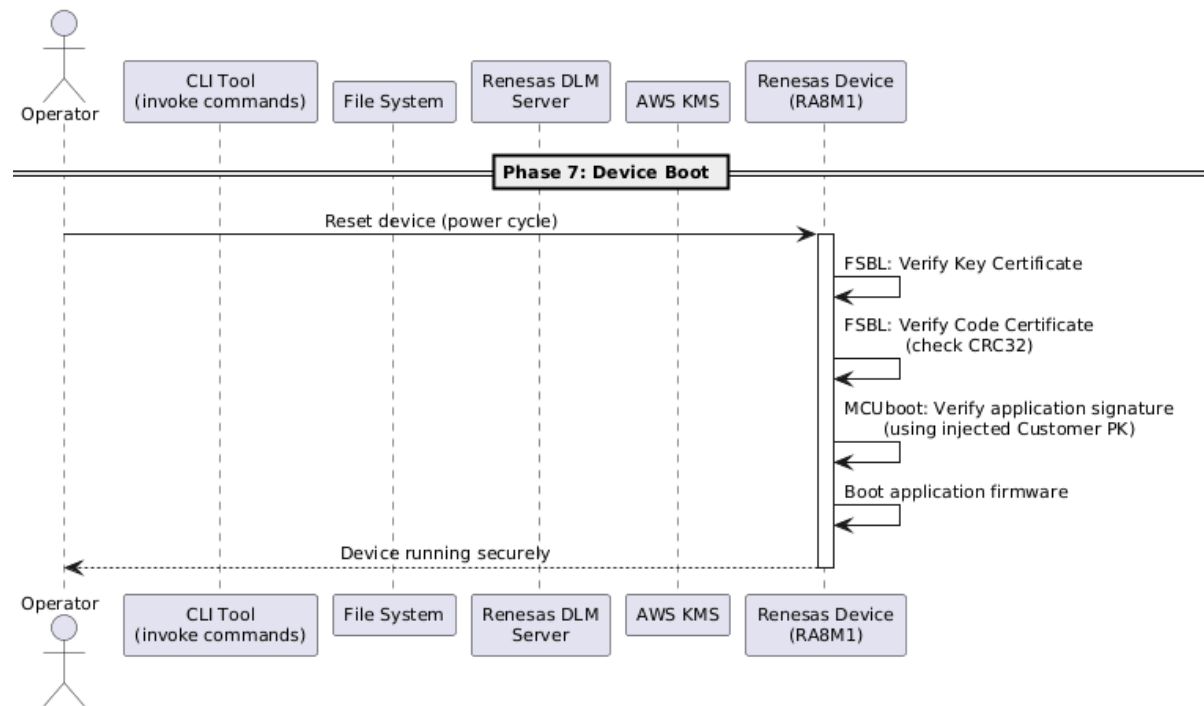 Operator
CLI Tool
(invoke commands)
File System
Renesas DLM
Server
AWS KMS
Renesas Device
(RA8M1)
Phase 7: Device Boot
Reset device (power cycle)
FSBL: Verify Key Certificate
FSBL: Verify Code Certificate
(check CRC32)
MCUboot: Verify application signature
(using injected Customer PK)
Boot application firmware
Device running securely
Operator
CLI Tool
(invoke commands)
File System
Renesas DLM
Server
AWS KMS
Renesas Device
(RA8M1)